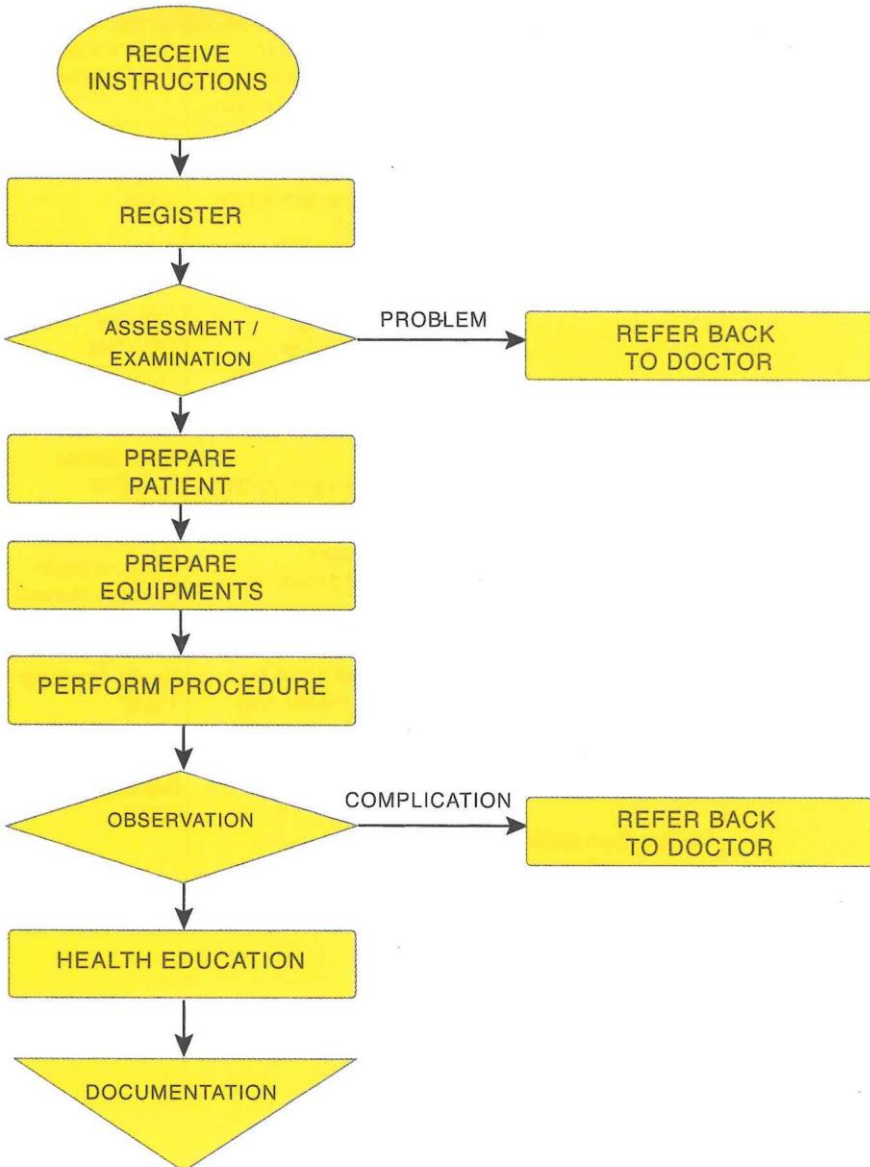 RECEIVE
INSTRUCTIONS
REGISTER
ASSESSMENT /
EXAMINATION
PROBLEM
REFER BACK
TO DOCTOR
PREPARE
PATIENT
PREPARE
EQUIPMENTS
PERFORM PROCEDURE
OBSERVATION
COMPLICATION
REFER BACK
TO DOCTOR
HEALTH EDUCATION
DOCUMENTATION